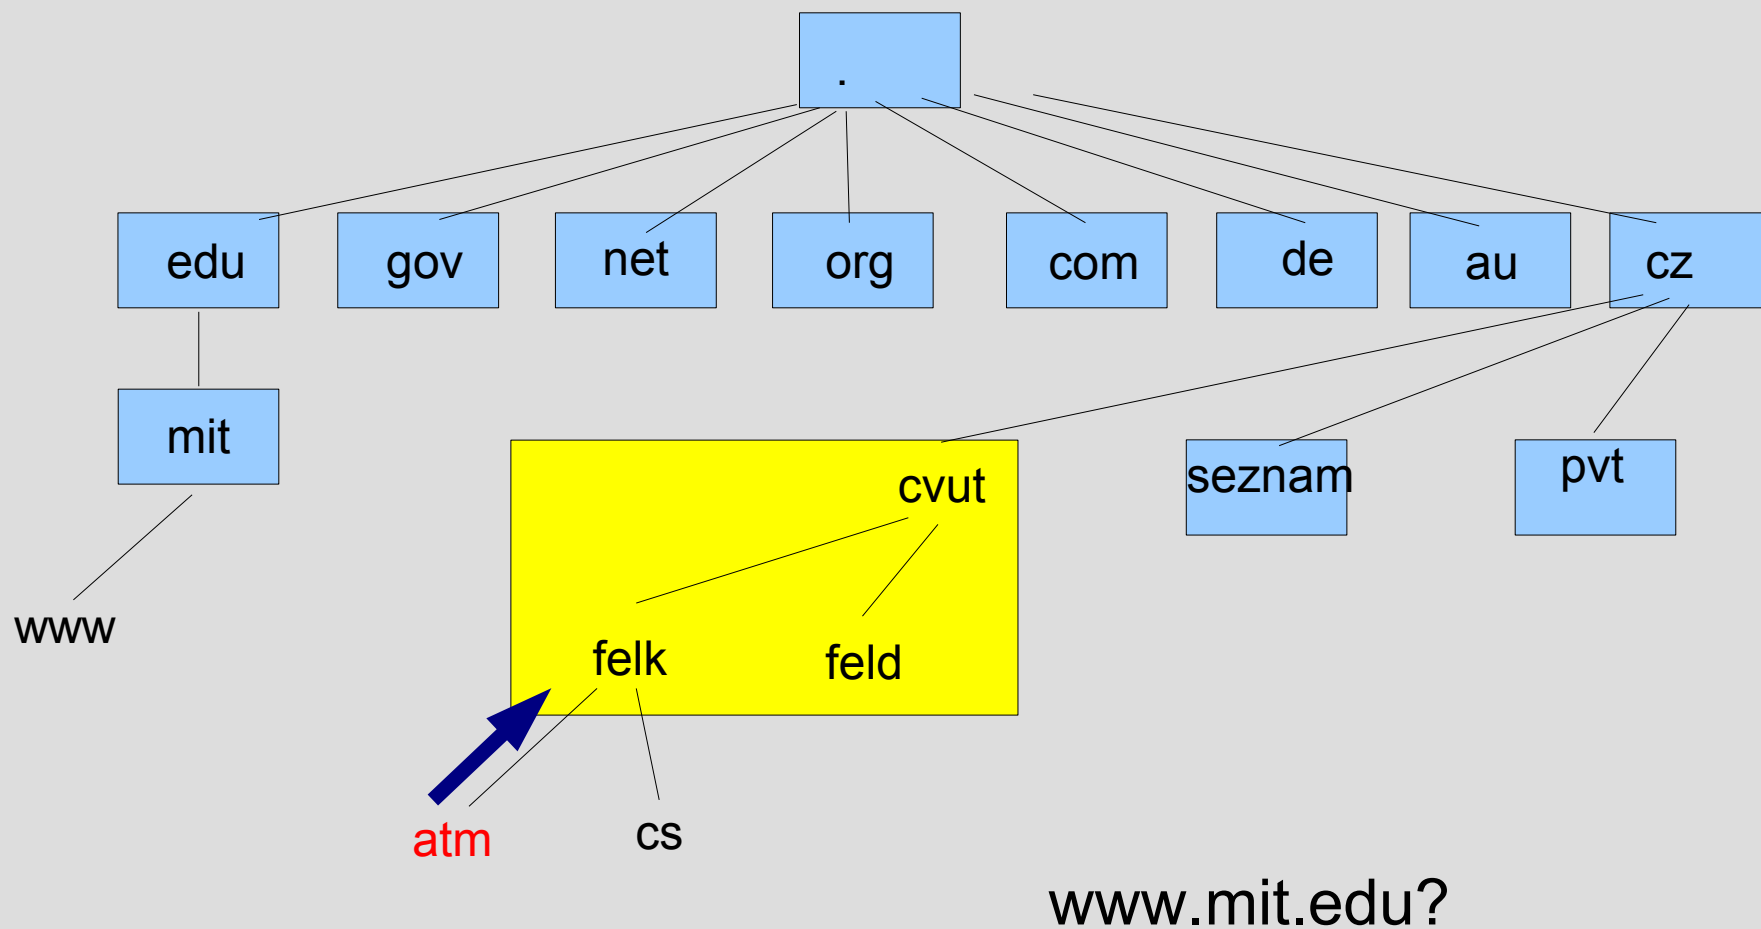 .
edu gov net org com de au cz
mit
cvut seznam pvt
www
felk feld
atm cs
www.mit.edu?